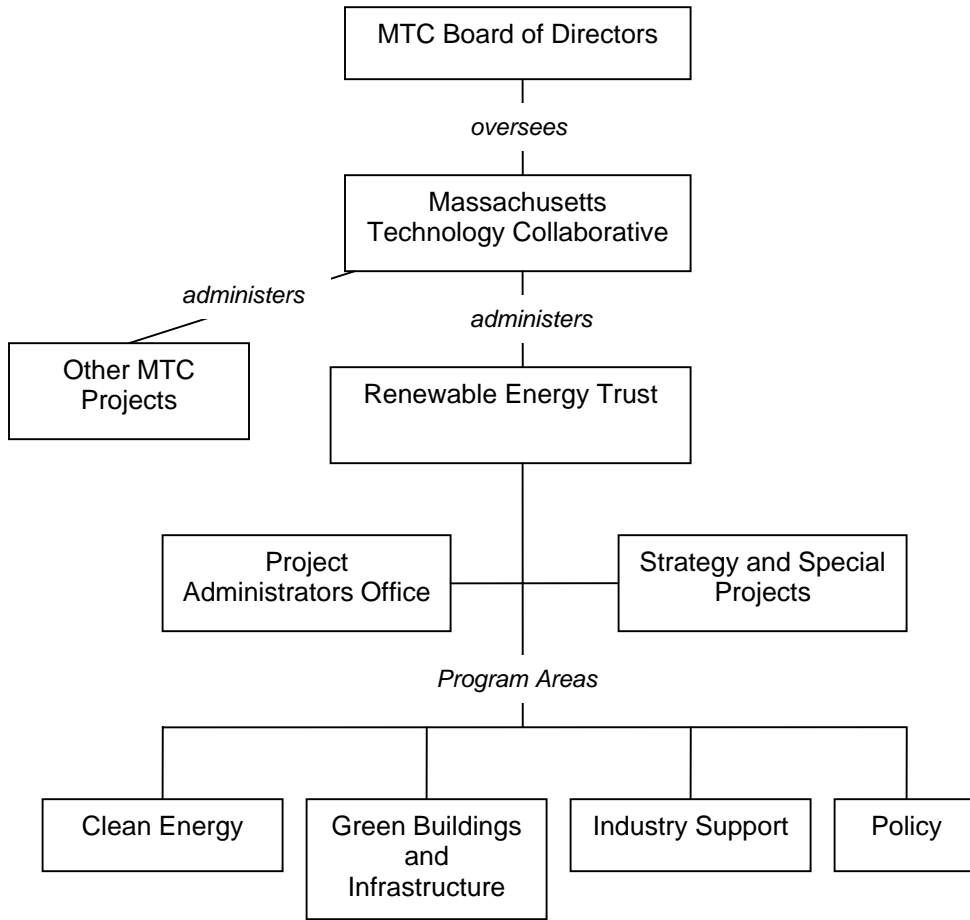 MTC Board of Directors
oversees
Massachusetts
Technology Collaborative
administers
administers
Other MTC
Projects
Renewable Energy Trust
Project
Administrators Office
Strategy and Special
Projects
Program Areas
Clean Energy
Green Buildings
and
Infrastructure
Industry Support
Policy